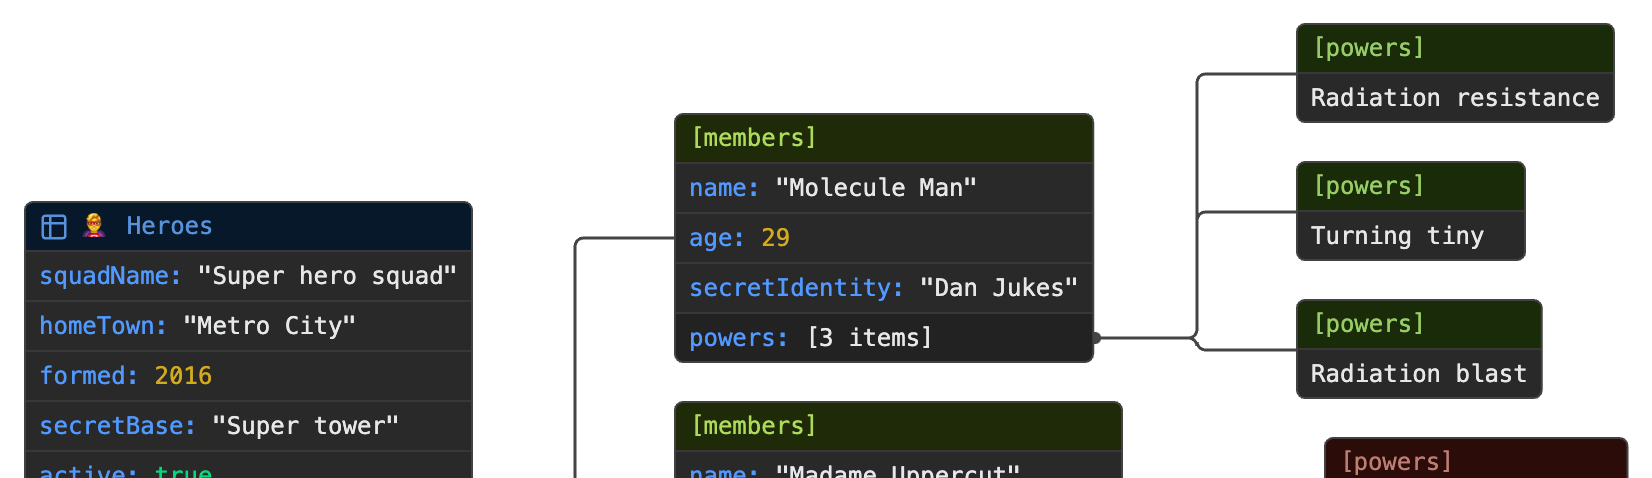 Heroes
squadName: "Super hero squad"
homeTown: "Metro City"
formed: 2016
secretBase: "Super tower"
active: true
[members]
name: "Molecule Man"
age: 29
secretIdentity: "Dan Jukes"
powers: [3 items]
[members]
name: "Madame Uppercut"
[powers]
Radiation resistance
[powers]
Turning tiny
[powers]
Radiation blast
[powers]